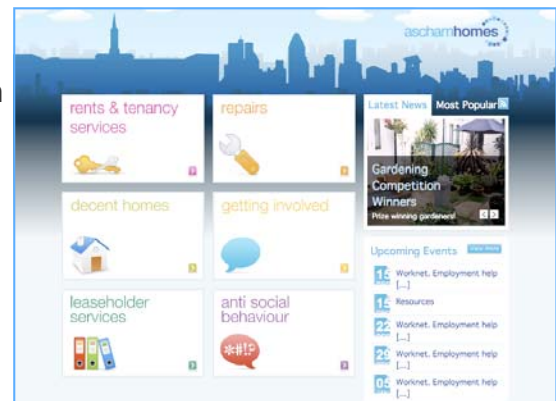 aschamhomes
rents & tenancy
services
repairs
decent homes
getting involved
leaseholder
services
anti social
behaviour
*#!?
Latest News
Most Popular
Gardening
Competition
Winners
Prize winning gardeners!
Upcoming Events
View More
15
Worknet. Employment help
[...]
15
Resources
22
Worknet. Employment help
[...]
29
Worknet. Employment help
[...]
05
Worknet. Employment help
[...]